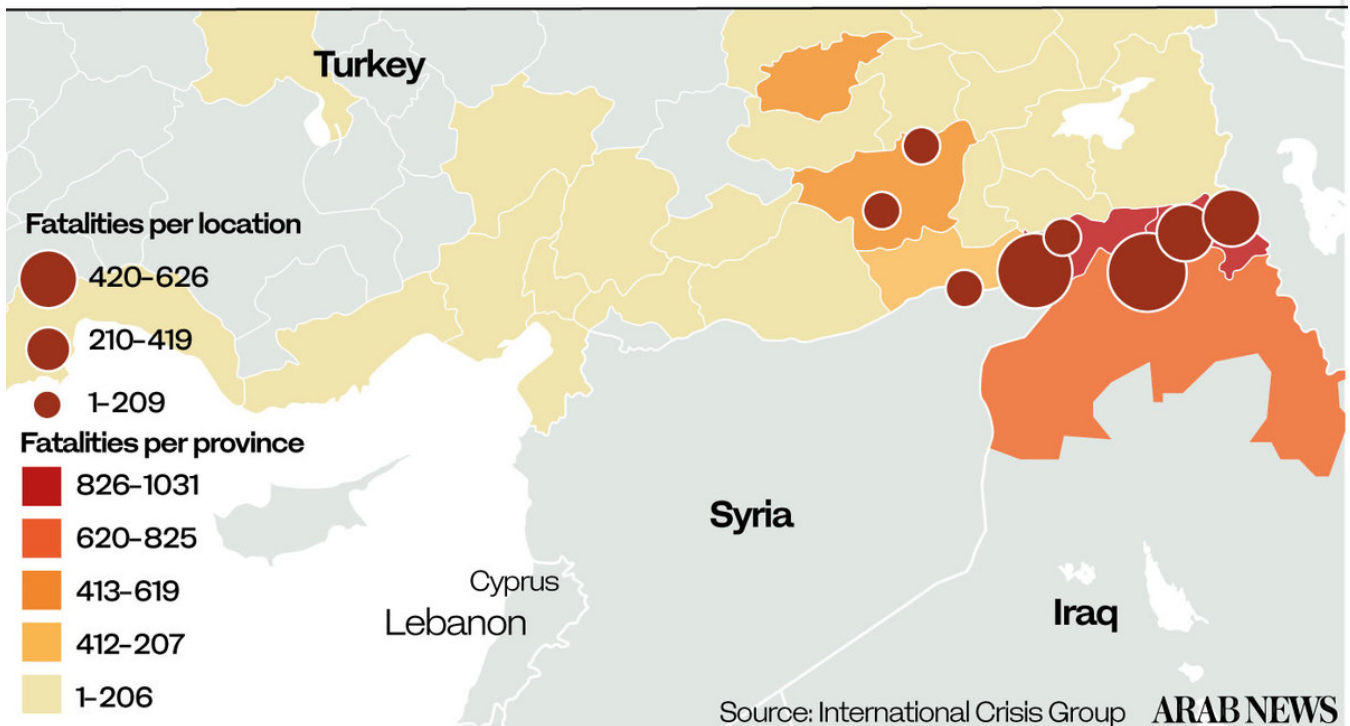 Turkey
Fatalities per location
420–626
210–419
1–209
Fatalities per province
826–1031
620–825
413–619
412–207
1–206
Syria
Cyprus
Lebanon
Iraq
Source: International Crisis Group
ARAB NEWS